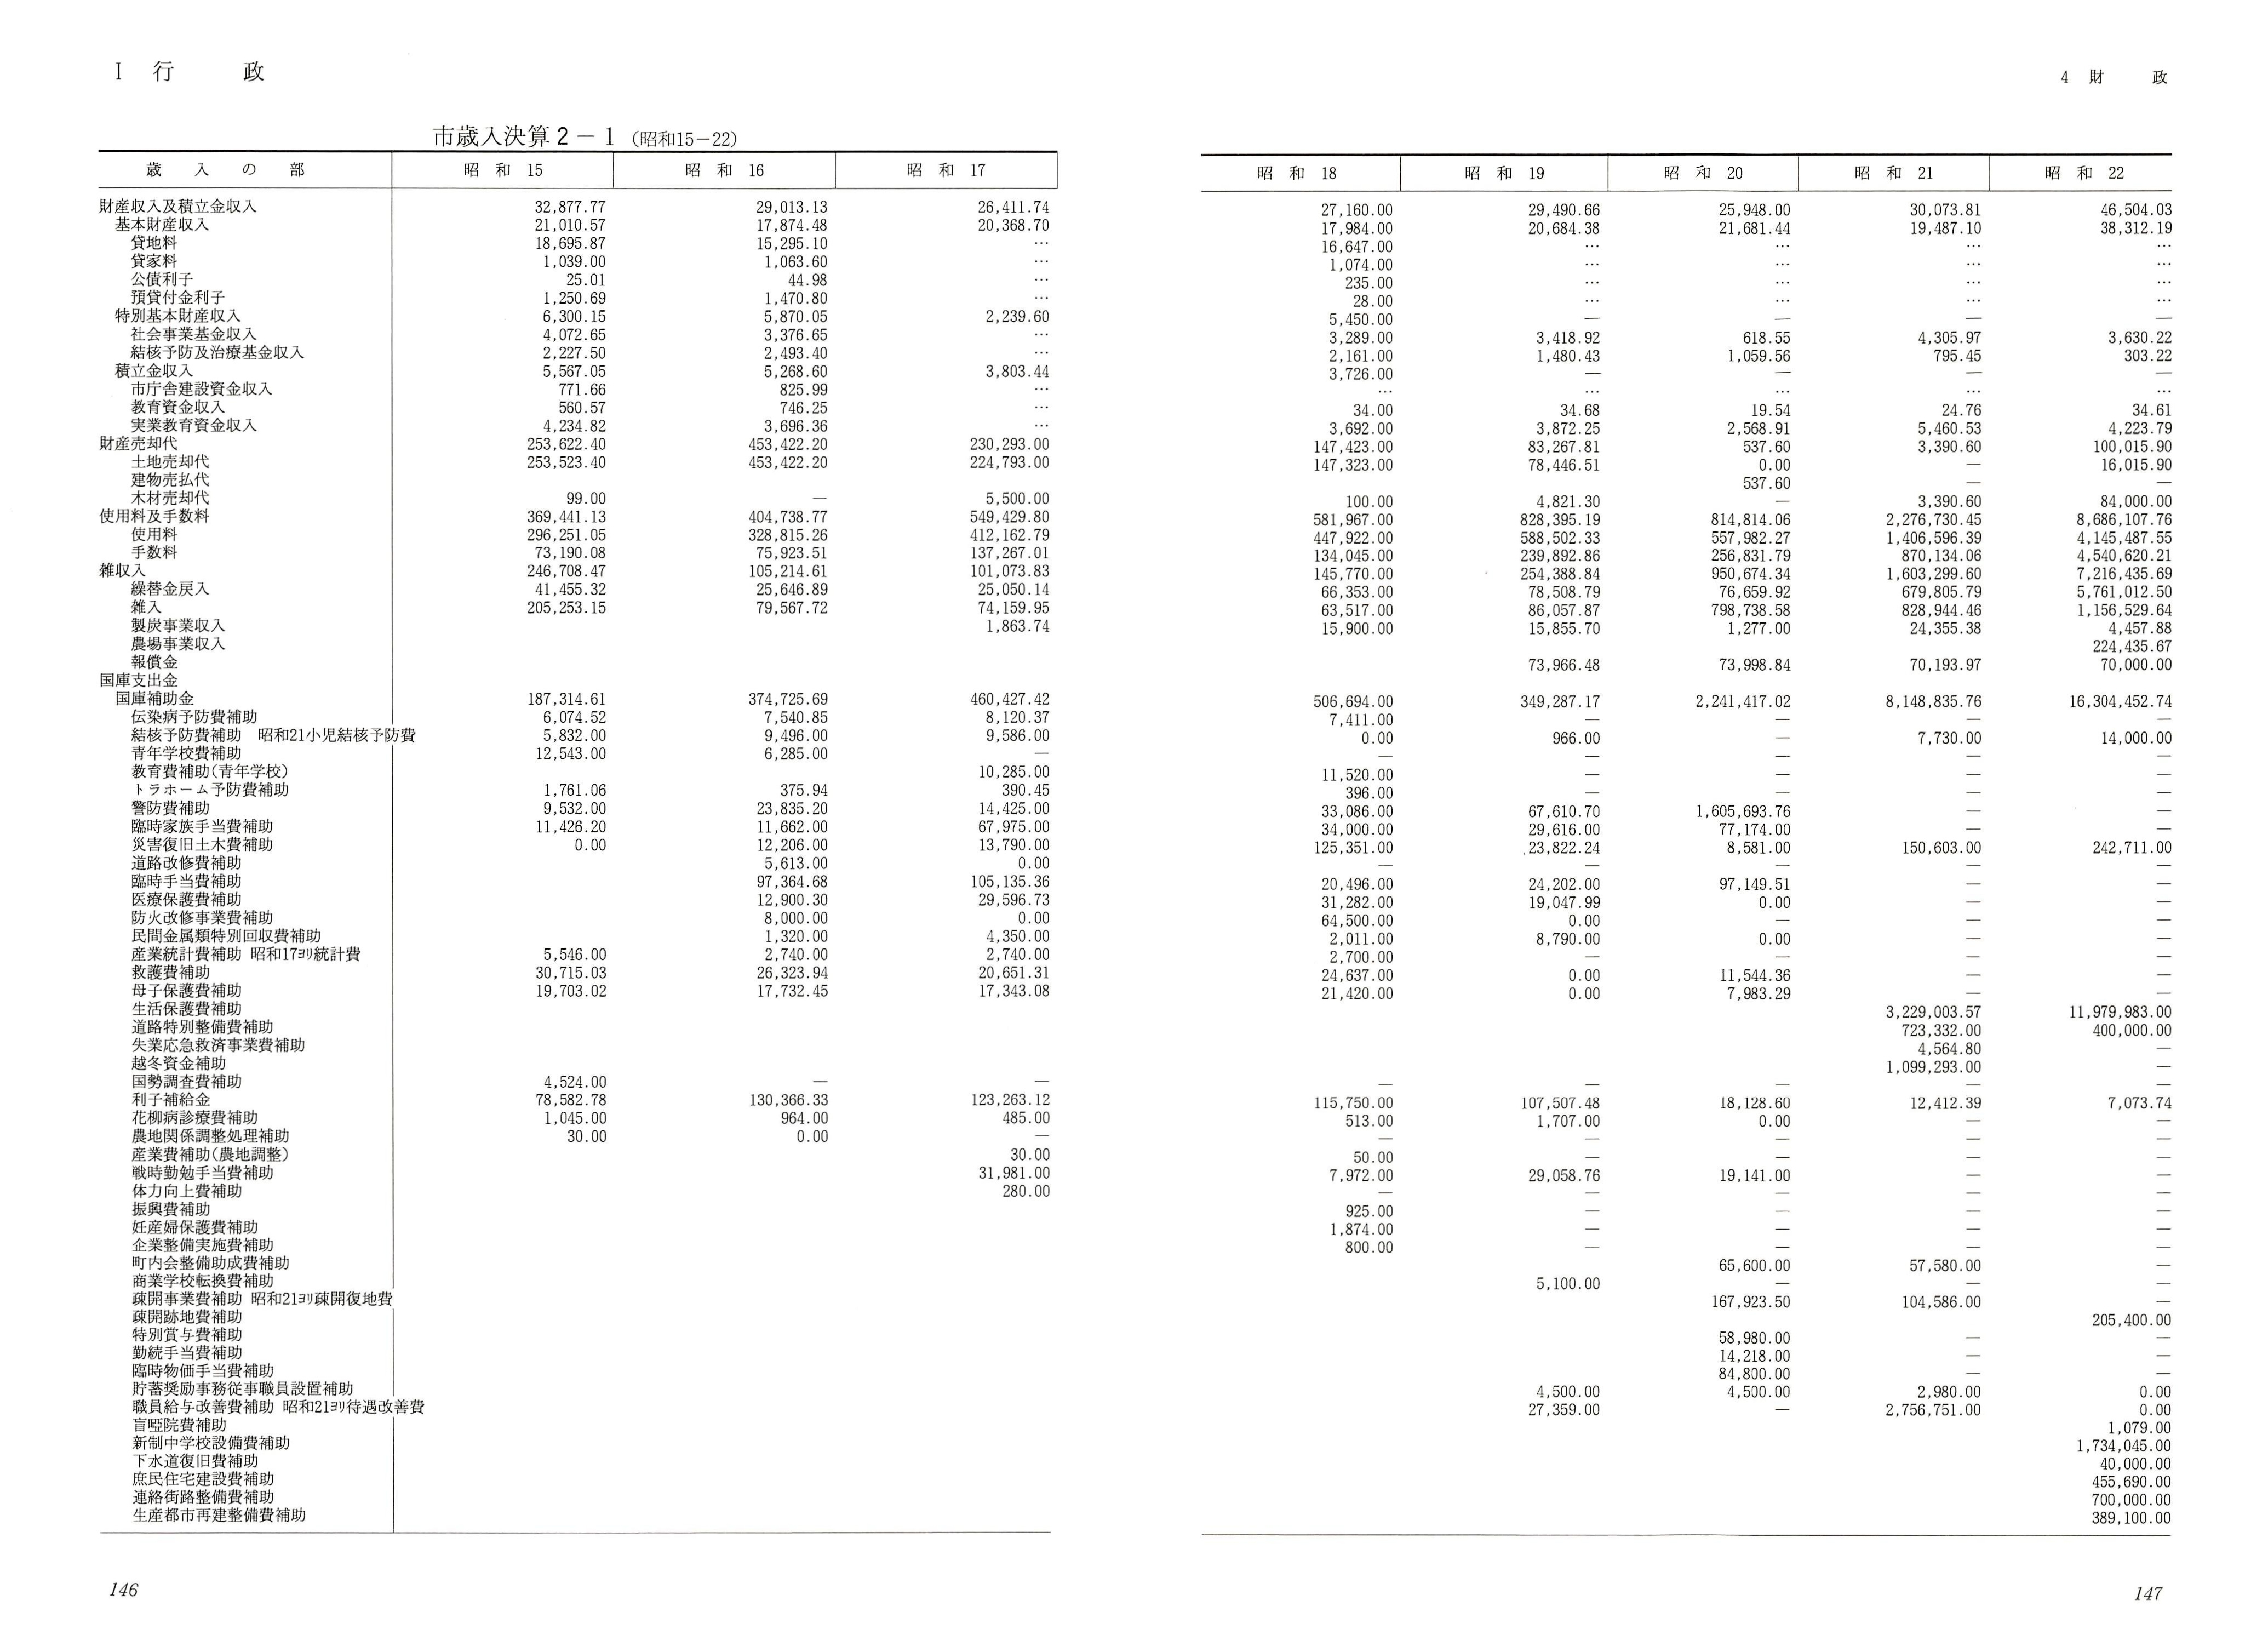 Ⅰ 行 政
4 財 政
市歳入決算2－1（昭和15－22）
歳入の部 昭和15 昭和16 昭和17 昭和18 昭和19 昭和20 昭和21 昭和22
財産収入及積立金収入 32,877.77 29,013.13 26,411.74 27,160.00 29,490.66 25,948.00 30,073.81 46,504.03
基本財産収入 21,010.57 17,874.48 20,368.70 17,984.00 20,684.38 21,681.44 19,487.10 38,312.19
貸地料 18,695.87 15,295.10 … 16,647.00 … … … …
貸家料 1,039.00 1,063.60 … 1,074.00 … … … …
公債利子 25.01 44.98 … 235.00 … … … …
預貸付金利子 1,250.69 1,470.80 … 28.00 … … … …
特別基本財産収入 6,300.15 5,870.05 2,239.60 5,450.00 — — — —
社会事業基金収入 4,072.65 3,376.65 … 3,289.00 3,418.92 618.55 4,305.97 3,630.22
結核予防及治療基金収入 2,227.50 2,493.40 … 2,161.00 1,480.43 1,059.56 795.45 303.22
積立金収入 5,567.05 5,268.60 3,803.44 3,726.00 — — — —
市庁舎建設資金収入 771.66 825.99 … … … … … …
教育資金収入 560.57 746.25 … 34.00 34.68 19.54 24.76 34.61
実業教育資金収入 4,234.82 3,696.36 … 3,692.00 3,872.25 2,568.91 5,460.53 4,223.79
財産売却代 253,622.40 453,422.20 230,293.00 147,423.00 83,267.81 537.60 3,390.60 100,015.90
土地売却代 253,523.40 453,422.20 224,793.00 147,323.00 78,446.51 0.00 — 16,015.90
建物売払代 537.60 — —
木材売却代 99.00 — 5,500.00 100.00 4,821.30 — 3,390.60 84,000.00
使用料及手数料 369,441.13 404,738.77 549,429.80 581,967.00 828,395.19 814,814.06 2,276,730.45 8,686,107.76
使用料 296,251.05 328,815.26 412,162.79 447,922.00 588,502.33 557,982.27 1,406,596.39 4,145,487.55
手数料 73,190.08 75,923.51 137,267.01 134,045.00 239,892.86 256,831.79 870,134.06 4,540,620.21
雑収入 246,708.47 105,214.61 101,073.83 145,770.00 254,388.84 950,674.34 1,603,299.60 7,216,435.69
繰替金戻入 41,455.32 25,646.89 25,050.14 66,353.00 78,508.79 76,659.92 679,805.79 5,761,012.50
雑入 205,253.15 79,567.72 74,159.95 63,517.00 86,057.87 798,738.58 828,944.46 1,156,529.64
製炭事業収入 1,863.74 15,900.00 15,855.70 1,277.00 24,355.38 4,457.88
農場事業収入 224,435.67
報償金 73,966.48 73,998.84 70,193.97 70,000.00
国庫支出金
国庫補助金 187,314.61 374,725.69 460,427.42 506,694.00 349,287.17 2,241,417.02 8,148,835.76 16,304,452.74
伝染病予防費補助 6,074.52 7,540.85 8,120.37 7,411.00 — — — —
結核予防費補助 昭和21小児結核予防費 5,832.00 9,496.00 9,586.00 0.00 966.00 — 7,730.00 14,000.00
青年学校費補助 12,543.00 6,285.00 — — — — — —
教育費補助(青年学校) 10,285.00 11,520.00 — — — —
トラホーム予防費補助 1,761.06 375.94 390.45 396.00 — — — —
警防費補助 9,532.00 23,835.20 14,425.00 33,086.00 67,610.70 1,605,693.76 — —
臨時家族手当費補助 11,426.20 11,662.00 67,975.00 34,000.00 29,616.00 77,174.00 — —
災害復旧土木費補助 0.00 12,206.00 13,790.00 125,351.00 23,822.24 8,581.00 150,603.00 242,711.00
道路改修費補助 5,613.00 0.00 — — — — —
臨時手当費補助 97,364.68 105,135.36 20,496.00 24,202.00 97,149.51 — —
医療保護費補助 12,900.30 29,596.73 31,282.00 19,047.99 0.00 — —
防火改修事業費補助 8,000.00 0.00 64,500.00 0.00 — — —
民間金属類特別回収費補助 1,320.00 4,350.00 2,011.00 8,790.00 0.00 — —
産業統計費補助 昭和17ヨリ統計費 5,546.00 2,740.00 2,740.00 2,700.00 — — — —
救護費補助 30,715.03 26,323.94 20,651.31 24,637.00 0.00 11,544.36 — —
母子保護費補助 19,703.02 17,732.45 17,343.08 21,420.00 0.00 7,983.29 — —
生活保護費補助 3,229,003.57 11,979,983.00
道路特別整備費補助 723,332.00 400,000.00
失業応急救済事業費補助 4,564.80 —
越冬資金補助 1,099,293.00 —
国勢調査費補助 4,524.00 — — — — — — —
利子補給金 78,582.78 130,366.33 123,263.12 115,750.00 107,507.48 18,128.60 12,412.39 7,073.74
花柳病診療費補助 1,045.00 964.00 485.00 513.00 1,707.00 0.00 — —
農地関係調整処理補助 30.00 0.00 — — — — — —
産業費補助(農地調整) 30.00 50.00 — — — —
戦時勤勉手当費補助 31,981.00 7,972.00 29,058.76 19,141.00 — —
体力向上費補助 280.00 — — — — —
振興費補助 925.00 — — — —
妊産婦保護費補助 1,874.00 — — — —
企業整備実施費補助 800.00 — — — —
町内会整備助成費補助 65,600.00 57,580.00 —
商業学校転換費補助 5,100.00 — — —
疎開事業費補助 昭和21ヨリ疎開復地費 167,923.50 104,586.00 —
疎開跡地費補助 205,400.00
特別賞与費補助 58,980.00 — —
勤続手当費補助 14,218.00 — —
臨時物価手当費補助 84,800.00 — —
貯蓄奨励事務従事職員設置補助 4,500.00 4,500.00 2,980.00 0.00
職員給与改善費補助 昭和21ヨリ待遇改善費 27,359.00 — 2,756,751.00 0.00
盲唖院費補助 1,079.00
新制中学校設備費補助 1,734,045.00
下水道復旧費補助 40,000.00
庶民住宅建設費補助 455,690.00
連絡街路整備費補助 700,000.00
生産都市再建整備費補助 389,100.00
146
147